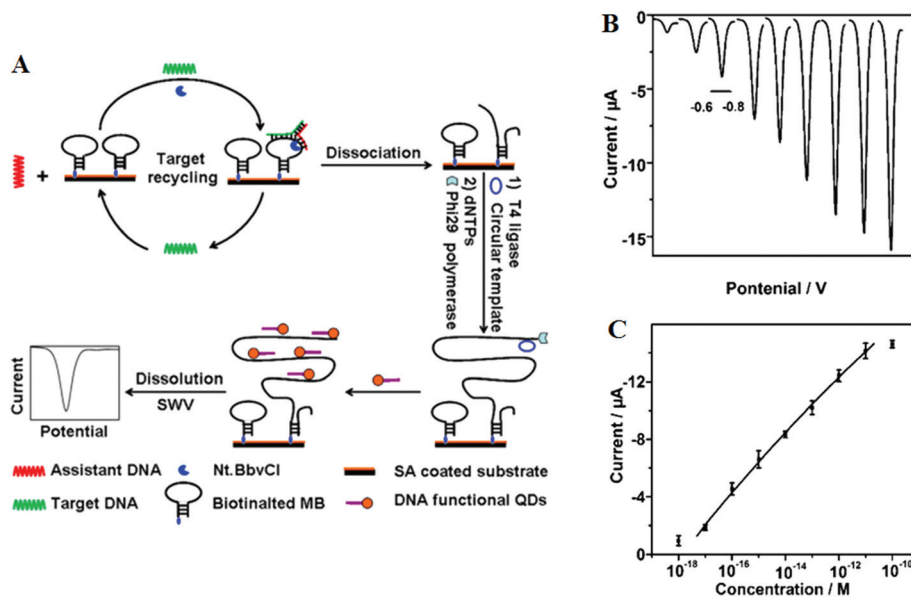 A
Target
recycling
+
Dissociation
1) T4 ligase
Circular template
2) dNTPs
Phi29 polymerase
Dissolution
SWV
Current
Potential
Assistant DNA
Nt.BbvCI
SA coated substrate
Target DNA
Biotinalted MB
DNA functional QDs
B
0
-5
-10
-15
Current / µA
-0.6
-0.8
Pontenial / V
C
-12
-8
-4
0
Current / µA
10-18
10-16
10-14
10-12
10-10
Concentration / M